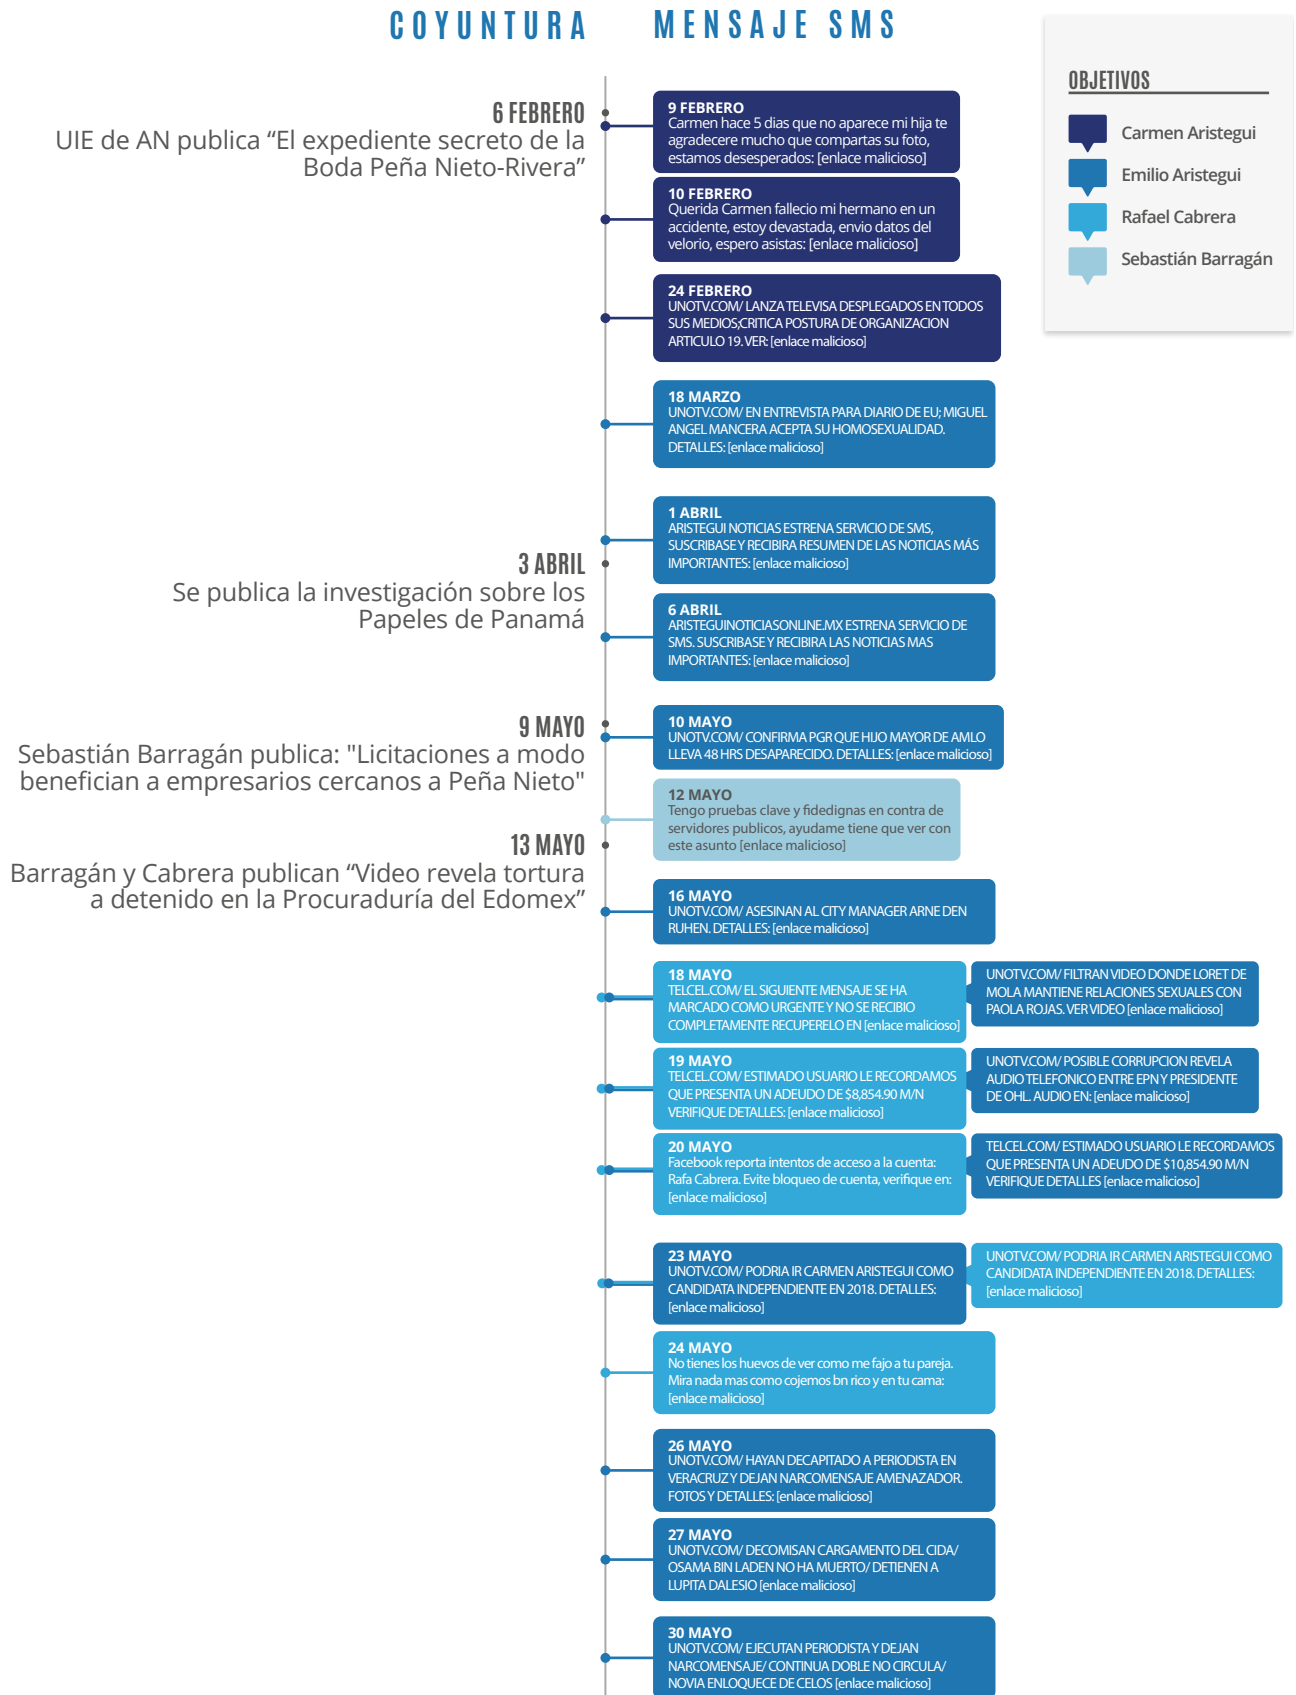 COYUNTURA
MENSAJE SMS
OBJETIVOS
Carmen Aristegui
Emilio Aristegui
Rafael Cabrera
Sebastián Barragán
6 FEBRERO
UIE de AN publica “El expediente secreto de la
Boda Peña Nieto-Rivera”
9 FEBRERO
Carmen hace 5 dias que no aparece mi hija te
agradecere mucho que compartas su foto,
estamos desesperados: [enlace malicioso]
10 FEBRERO
Querida Carmen fallecio mi hermano en un
accidente, estoy devastada, envio datos del
velorio, espero asistas: [enlace malicioso]
24 FEBRERO
UNOTV.COM/ LANZA TELEVISA DESPLEGADOS EN TODOS
SUS MEDIOS;CRITICA POSTURA DE ORGANIZACION
ARTICULO 19. VER: [enlace malicioso]
18 MARZO
UNOTV.COM/ EN ENTREVISTA PARA DIARIO DE EU; MIGUEL
ANGEL MANCERA ACEPTA SU HOMOSEXUALIDAD.
DETALLES: [enlace malicioso]
1 ABRIL
ARISTEGUI NOTICIAS ESTRENA SERVICIO DE SMS,
SUSCRIBASE Y RECIBIRA RESUMEN DE LAS NOTICIAS MÁS
IMPORTANTES: [enlace malicioso]
3 ABRIL
Se publica la investigación sobre los
Papeles de Panamá
6 ABRIL
ARISTEGUINOTICIASONLINE.MX ESTRENA SERVICIO DE
SMS. SUSCRIBASE Y RECIBIRA LAS NOTICIAS MAS
IMPORTANTES: [enlace malicioso]
9 MAYO
Sebastián Barragán publica: "Licitaciones a modo
benefician a empresarios cercanos a Peña Nieto"
10 MAYO
UNOTV.COM/ CONFIRMA PGR QUE HIJO MAYOR DE AMLO
LLEVA 48 HRS DESAPARECIDO. DETALLES: [enlace malicioso]
12 MAYO
Tengo pruebas clave y fidedignas en contra de
servidores publicos, ayudame tiene que ver con
este asunto [enlace malicioso]
13 MAYO
Barragán y Cabrera publican “Video revela tortura
a detenido en la Procuraduría del Edomex”
16 MAYO
UNOTV.COM/ ASESINAN AL CITY MANAGER ARNE DEN
RUHEN. DETALLES: [enlace malicioso]
18 MAYO
TELCEL.COM/ EL SIGUIENTE MENSAJE SE HA
MARCADO COMO URGENTE Y NO SE RECIBIO
COMPLETAMENTE RECUPERELO EN [enlace malicioso]
UNOTV.COM/ FILTRAN VIDEO DONDE LORET DE
MOLA MANTIENE RELACIONES SEXUALES CON
PAOLA ROJAS. VER VIDEO [enlace malicioso]
19 MAYO
TELCEL.COM/ ESTIMADO USUARIO LE RECORDAMOS
QUE PRESENTA UN ADEUDO DE $8,854.90 M/N
VERIFIQUE DETALLES: [enlace malicioso]
UNOTV.COM/ POSIBLE CORRUPCION REVELA
AUDIO TELEFONICO ENTRE EPN Y PRESIDENTE
DE OHL. AUDIO EN: [enlace malicioso]
20 MAYO
Facebook reporta intentos de acceso a la cuenta:
Rafa Cabrera. Evite bloqueo de cuenta, verifique en:
[enlace malicioso]
TELCEL.COM/ ESTIMADO USUARIO LE RECORDAMOS
QUE PRESENTA UN ADEUDO DE $10,854.90 M/N
VERIFIQUE DETALLES [enlace malicioso]
23 MAYO
UNOTV.COM/ PODRIA IR CARMEN ARISTEGUI COMO
CANDIDATA INDEPENDIENTE EN 2018. DETALLES:
[enlace malicioso]
UNOTV.COM/ PODRIA IR CARMEN ARISTEGUI COMO
CANDIDATA INDEPENDIENTE EN 2018. DETALLES:
[enlace malicioso]
24 MAYO
No tienes los huevos de ver como me fajo a tu pareja.
Mira nada mas como cojemos bn rico y en tu cama:
[enlace malicioso]
26 MAYO
UNOTV.COM/ HAYAN DECAPITADO A PERIODISTA EN
VERACRUZ Y DEJAN NARCOMENSAJE AMENAZADOR.
FOTOS Y DETALLES: [enlace malicioso]
27 MAYO
UNOTV.COM/ DECOMISAN CARGAMENTO DEL CIDA/
OSAMA BIN LADEN NO HA MUERTO/ DETIENEN A
LUPITA DALESIO [enlace malicioso]
30 MAYO
UNOTV.COM/ EJECUTAN PERIODISTA Y DEJAN
NARCOMENSAJE/ CONTINUA DOBLE NO CIRCULA/
NOVIA ENLOQUECE DE CELOS [enlace malicioso]